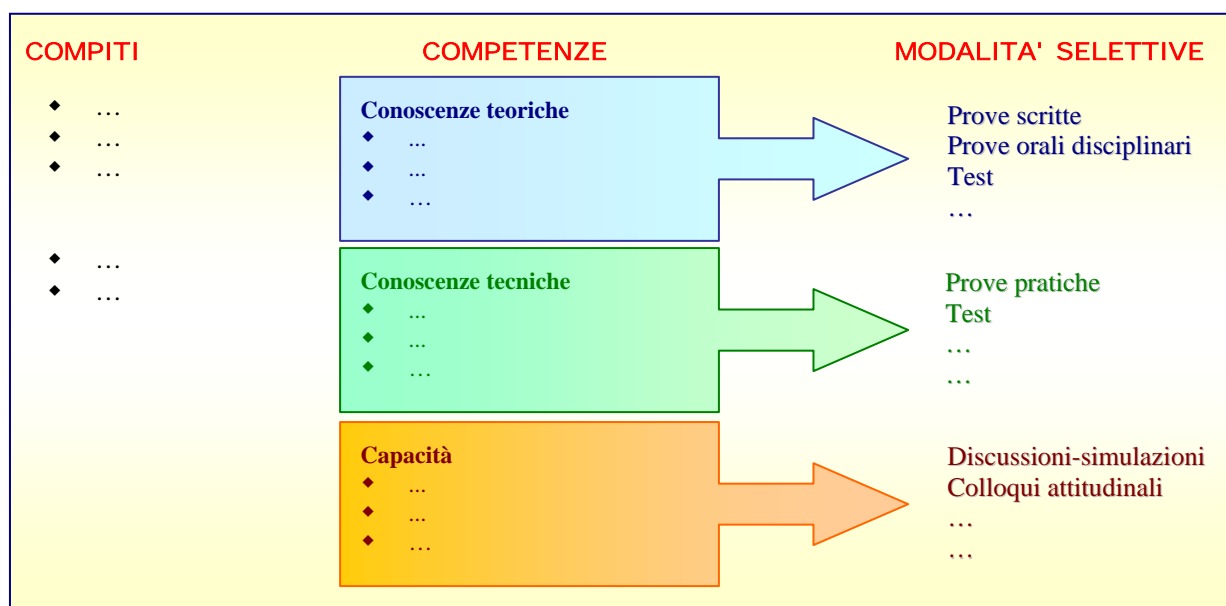 COMPITI
COMPETENZE
MODALITA' SELETTIVE
◆ …
◆ …
◆ …
◆ …
◆ …
Conoscenze teoriche
◆ ...
◆ ...
◆ …
Prove scritte
Prove orali disciplinari
Test
…
Conoscenze tecniche
◆ ...
◆ ...
◆ …
Prove pratiche
Test
…
…
Capacità
◆ ...
◆ ...
◆ …
Discussioni-simulazioni
Colloqui attitudinali
…
…